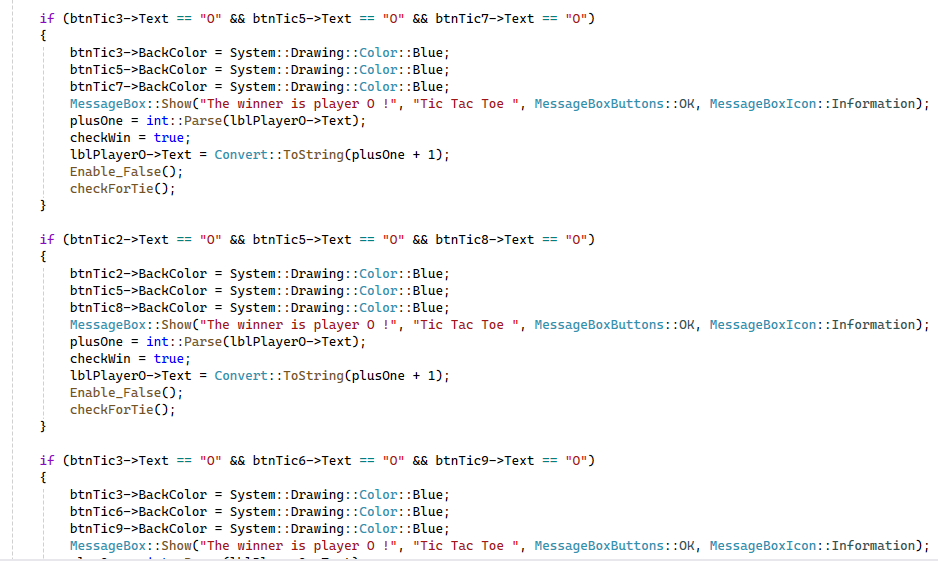 if (btnTic3->Text == "O" && btnTic5->Text == "O" && btnTic7->Text == "O")
{
btnTic3->BackColor = System::Drawing::Color::Blue;
btnTic5->BackColor = System::Drawing::Color::Blue;
btnTic7->BackColor = System::Drawing::Color::Blue;
MessageBox::Show("The winner is player O !", "Tic Tac Toe ", MessageBoxButtons::OK, MessageBoxIcon::Information);
plusOne = int::Parse(lblPlayerO->Text);
checkWin = true;
lblPlayerO->Text = Convert::ToString(plusOne + 1);
Enable_False();
checkForTie();
}
if (btnTic2->Text == "O" && btnTic5->Text == "O" && btnTic8->Text == "O")
{
btnTic2->BackColor = System::Drawing::Color::Blue;
btnTic5->BackColor = System::Drawing::Color::Blue;
btnTic8->BackColor = System::Drawing::Color::Blue;
MessageBox::Show("The winner is player O !", "Tic Tac Toe ", MessageBoxButtons::OK, MessageBoxIcon::Information);
plusOne = int::Parse(lblPlayerO->Text);
checkWin = true;
lblPlayerO->Text = Convert::ToString(plusOne + 1);
Enable_False();
checkForTie();
}
if (btnTic3->Text == "O" && btnTic6->Text == "O" && btnTic9->Text == "O")
{
btnTic3->BackColor = System::Drawing::Color::Blue;
btnTic6->BackColor = System::Drawing::Color::Blue;
btnTic9->BackColor = System::Drawing::Color::Blue;
MessageBox::Show("The winner is player O !", "Tic Tac Toe ", MessageBoxButtons::OK, MessageBoxIcon::Information);